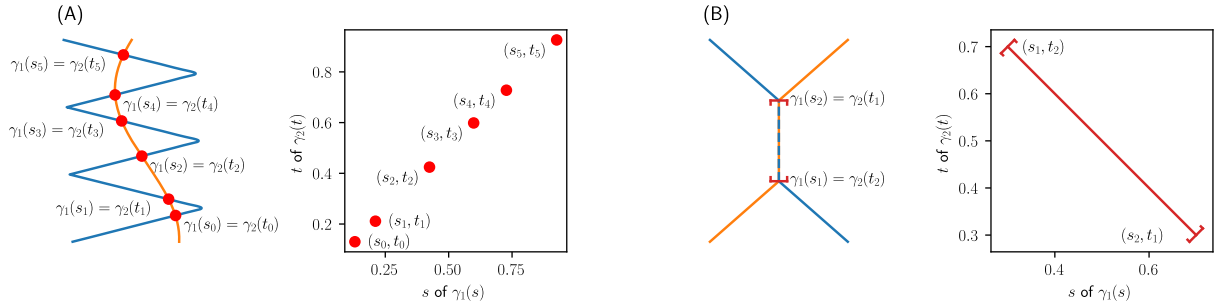 (A)
γ₁(s₅) = γ₂(t₅)
γ₁(s₄) = γ₂(t₄)
γ₁(s₃) = γ₂(t₃)
γ₁(s₂) = γ₂(t₂)
γ₁(s₁) = γ₂(t₁)
γ₁(s₀) = γ₂(t₀)
t of γ₂(t)
0.8
0.6
0.4
0.2
(s₅, t₅)
(s₄, t₄)
(s₃, t₃)
(s₂, t₂)
(s₁, t₁)
(s₀, t₀)
0.25
0.50
0.75
s of γ₁(s)
(B)
γ₁(s₂) = γ₂(t₁)
γ₁(s₁) = γ₂(t₂)
t of γ₂(t)
0.7
0.6
0.5
0.4
0.3
(s₁, t₂)
(s₂, t₁)
0.4
0.6
s of γ₁(s)